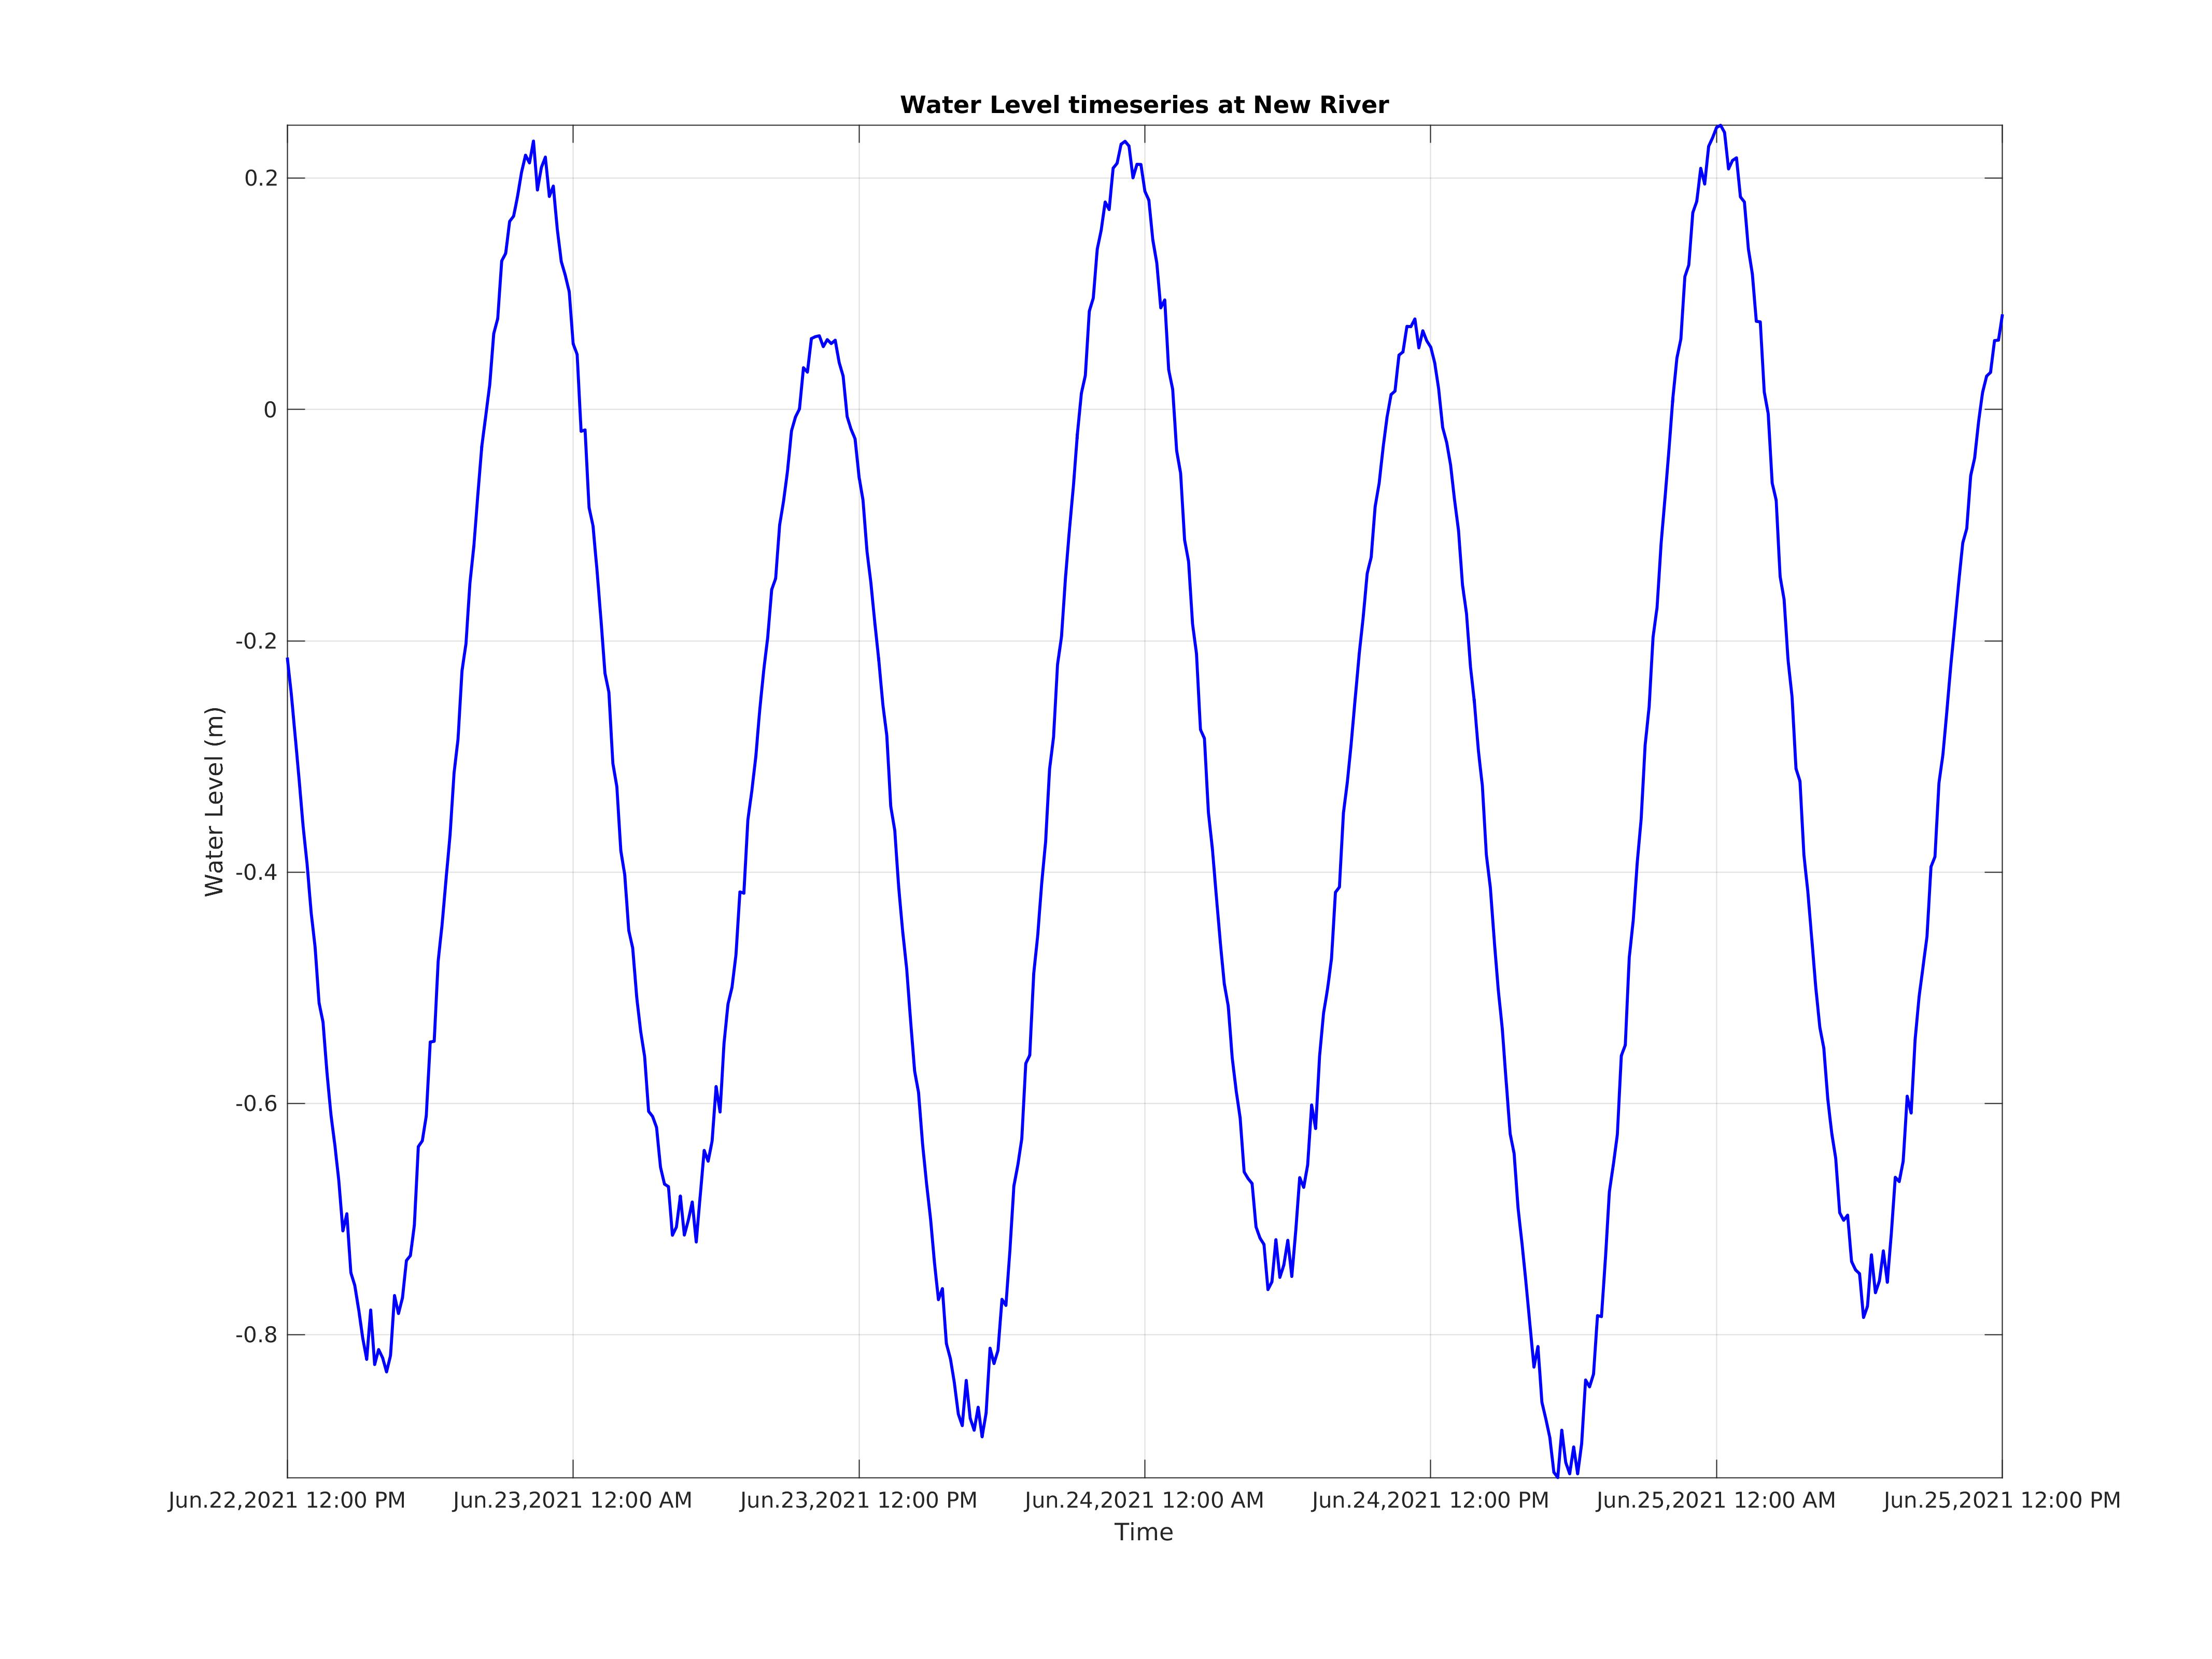 Water Level timeseries at New River
0.2
0
-0.2
-0.4
-0.6
-0.8
Water Level (m)
Jun.22,2021 12:00 PM
Jun.23,2021 12:00 AM
Jun.23,2021 12:00 PM
Jun.24,2021 12:00 AM
Jun.24,2021 12:00 PM
Jun.25,2021 12:00 AM
Jun.25,2021 12:00 PM
Time